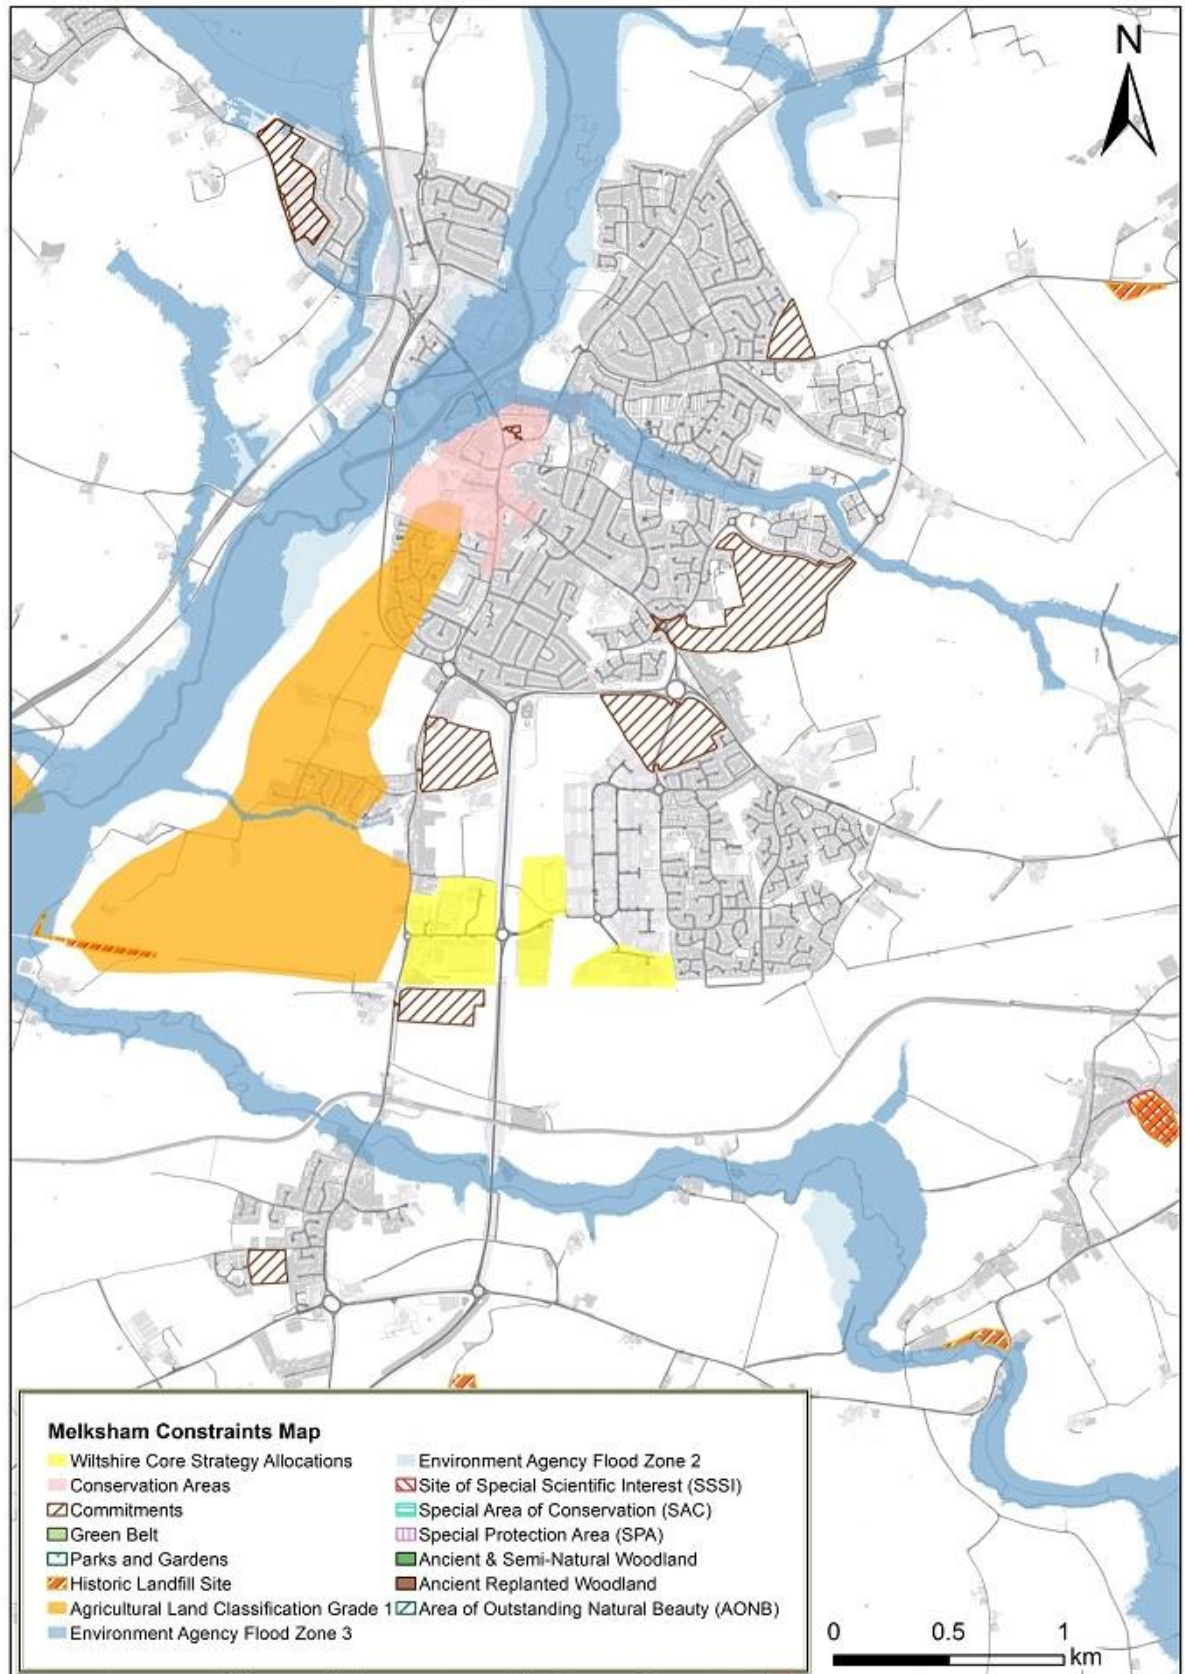 N
Melksham Constraints Map
Wiltshire Core Strategy Allocations
Conservation Areas
Commitments
Green Belt
Parks and Gardens
Historic Landfill Site
Agricultural Land Classification Grade 1
Environment Agency Flood Zone 3
Environment Agency Flood Zone 2
Site of Special Scientific Interest (SSSI)
Special Area of Conservation (SAC)
Special Protection Area (SPA)
Ancient & Semi-Natural Woodland
Ancient Replanted Woodland
Area of Outstanding Natural Beauty (AONB)
0 0.5 1
km